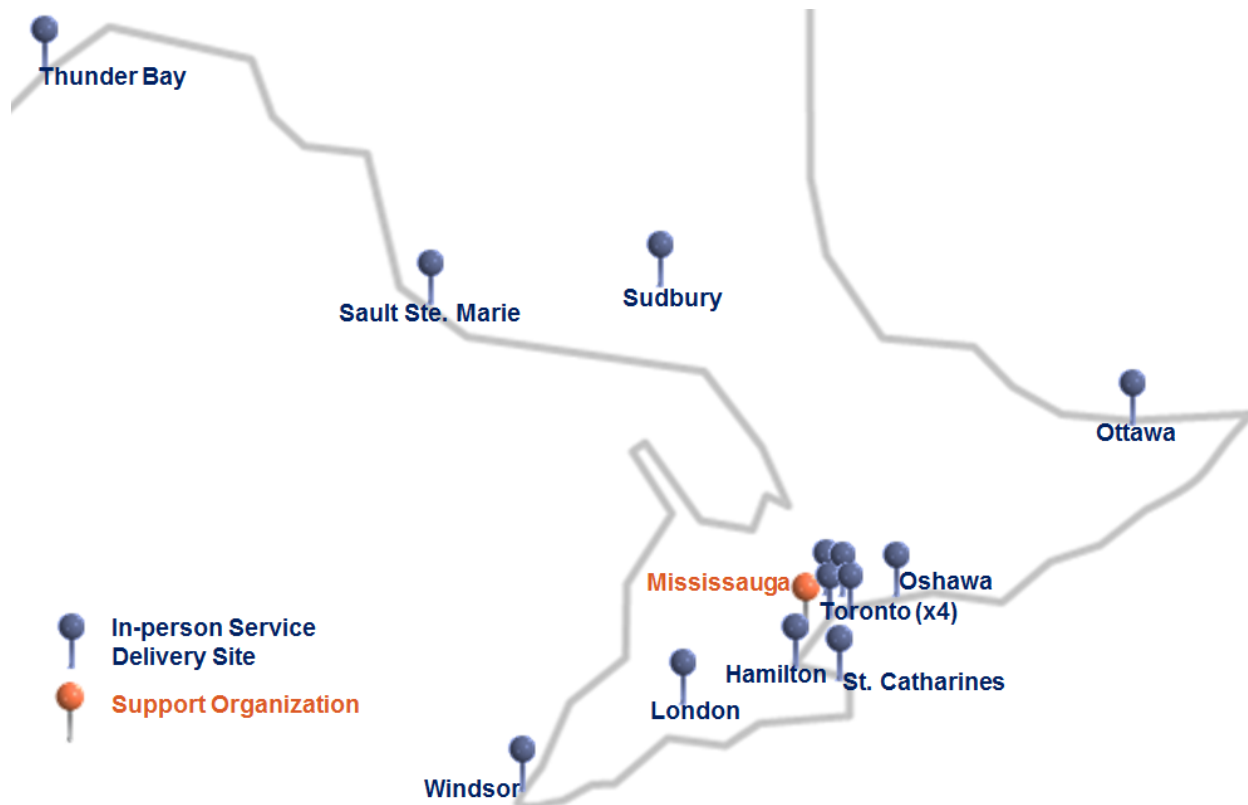 Thunder Bay
Sault Ste. Marie
Sudbury
Ottawa
Mississauga
Oshawa
Toronto (x4)
Hamilton
St. Catharines
London
Windsor
In-person Service
Delivery Site
Support Organization